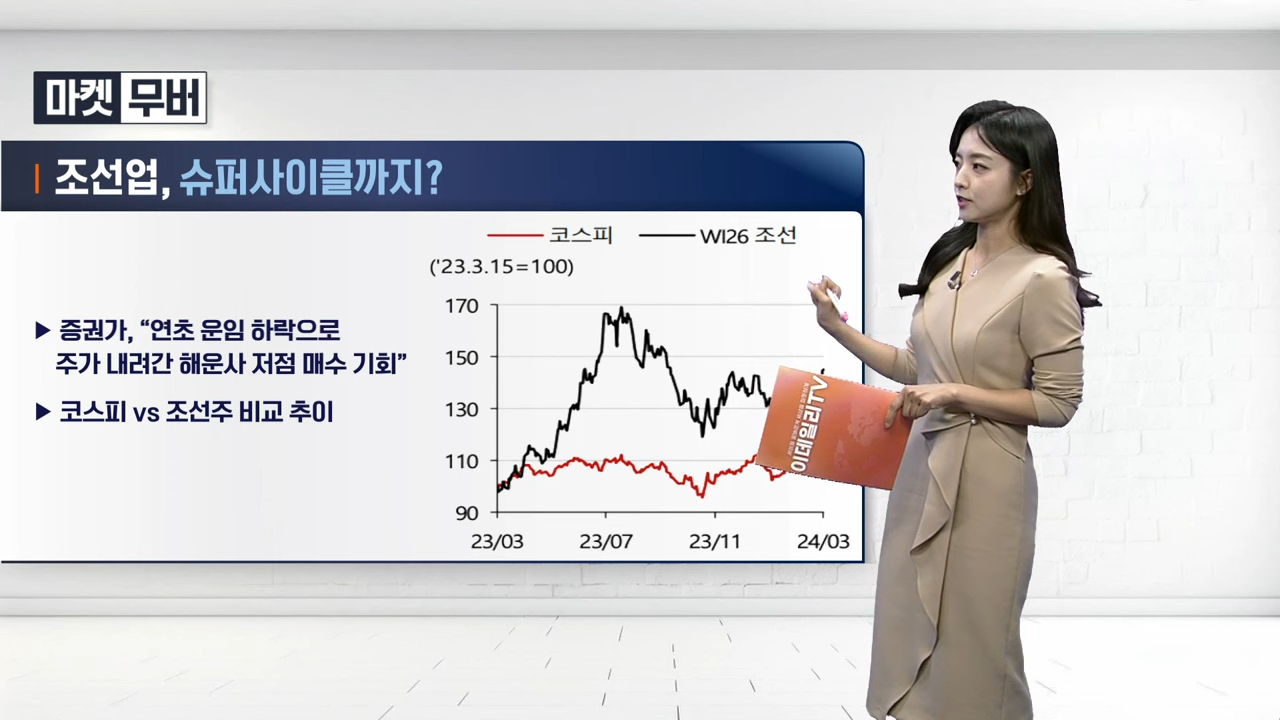 마켓무버
조선업, 슈퍼사이클까지?
코스피 WI26 조선
('23.3.15=100)
170
150
130
110
90
23/03 23/07 23/11 24/03
▶ 증권가, “연초 운임 하락으로
주가 내려간 해운사 저점 매수 기회”
▶ 코스피 vs 조선주 비교 추이
이데일리TV